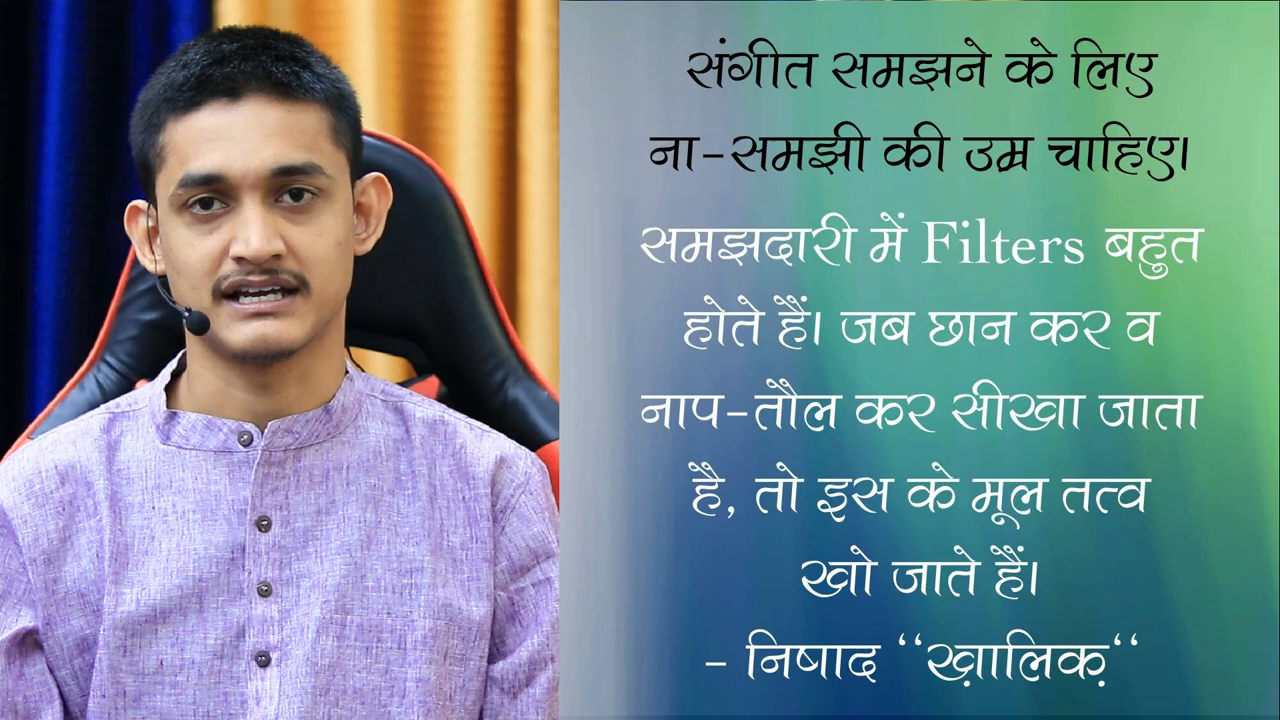 संगीत समझने के लिए
ना-समझी की उम्र चाहिए।
समझदारी में Filters बहुत
होते हैं। जब छान कर व
नाप-तौल कर सीखा जाता
है, तो इस के मूल तत्व
खो जाते हैं।
- निषाद “ख़ालिक़“